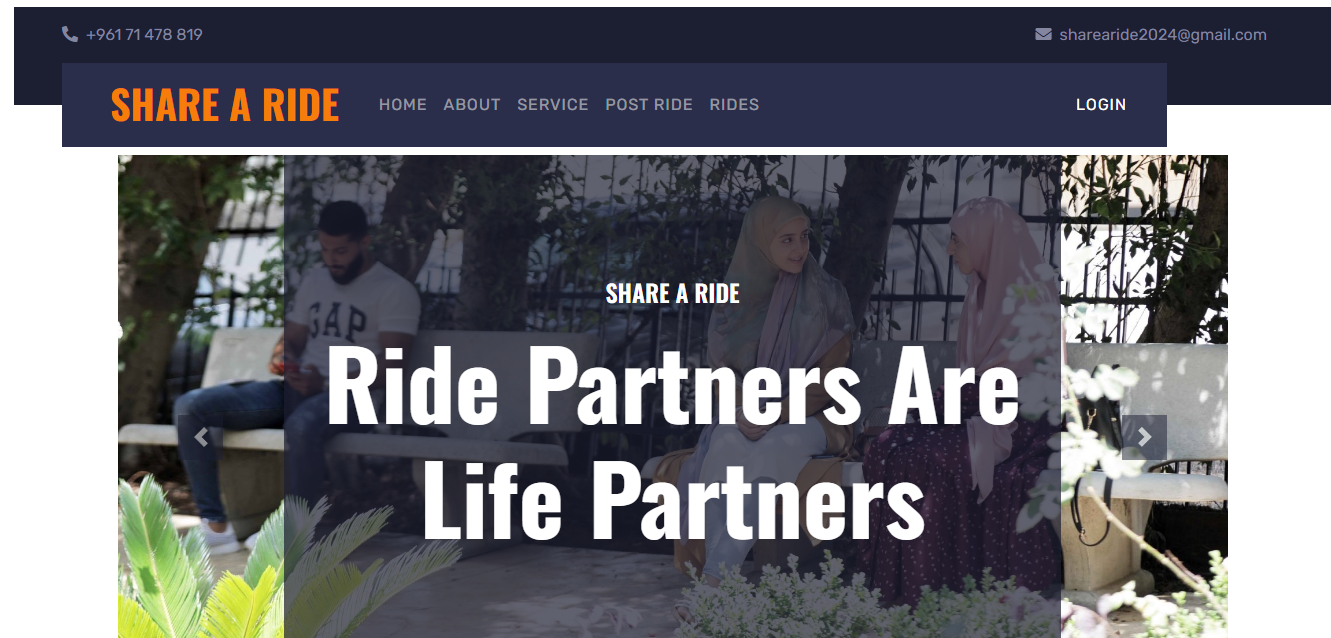 +961 71 478 819
sharearide2024@gmail.com
SHARE A RIDE
HOME ABOUT SERVICE POST RIDE RIDES
LOGIN
GAP
SHARE A RIDE
Ride Partners Are
Life Partners